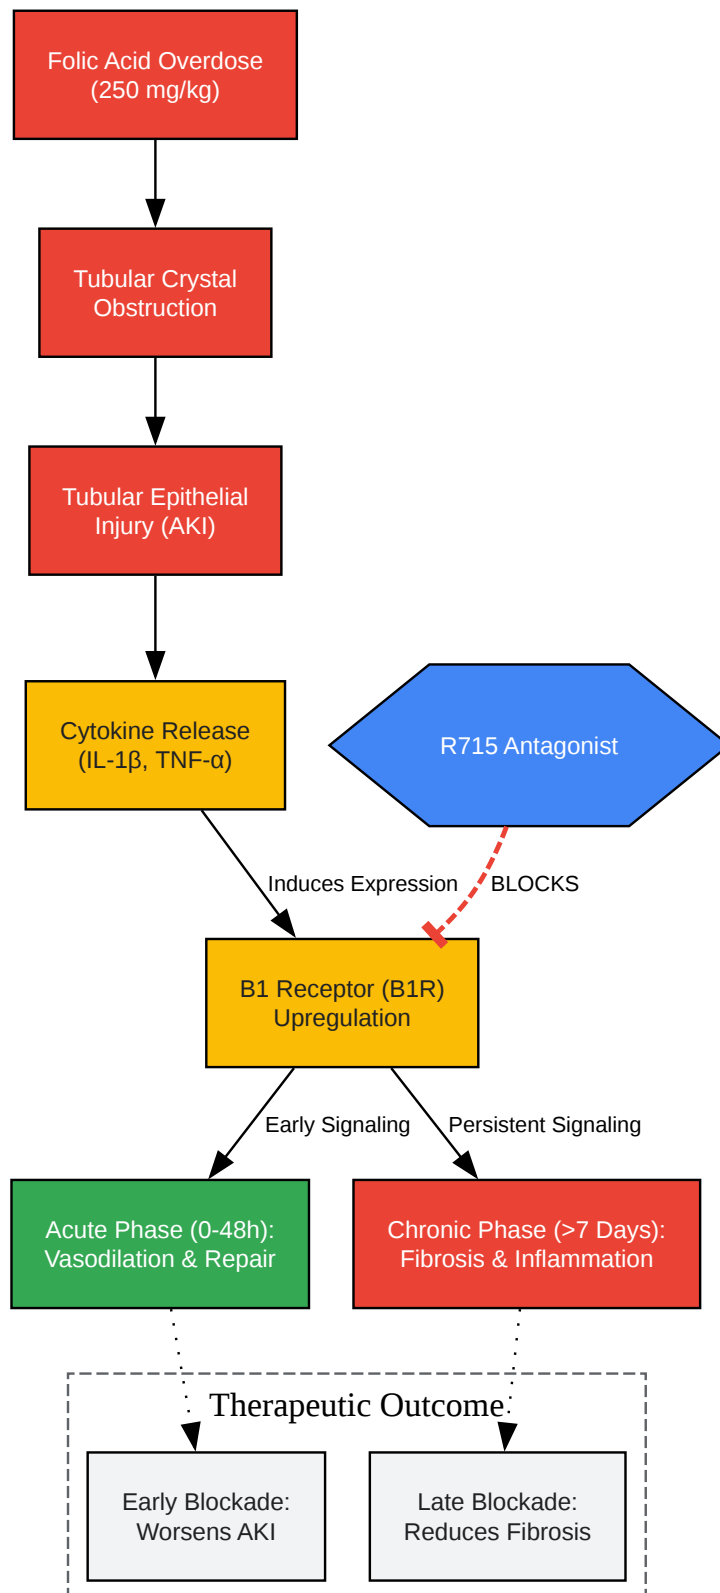 Folic Acid Overdose
(250 mg/kg)
Tubular Crystal
Obstruction
Tubular Epithelial
Injury (AKI)
Cytokine Release
(IL-1β, TNF-α)
R715 Antagonist
Induces Expression
BLOCKS
B1 Receptor (B1R)
Upregulation
Early Signaling
Persistent Signaling
Acute Phase (0-48h):
Vasodilation & Repair
Chronic Phase (>7 Days):
Fibrosis & Inflammation
Therapeutic Outcome
Early Blockade:
Worsens AKI
Late Blockade:
Reduces Fibrosis